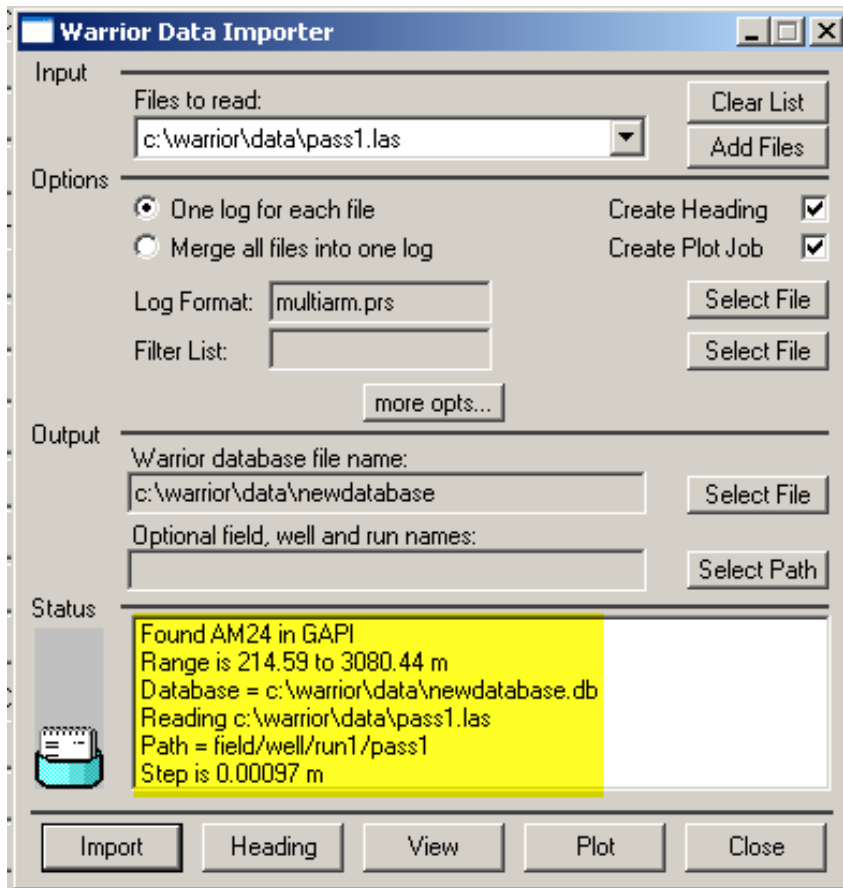 Warrior Data Importer
Input
Files to read:
Clear List
c:\warrior\data\pass1.las
Add Files
Options
One log for each file
Create Heading
Merge all files into one log
Create Plot Job
Log Format:
multiarm.prs
Select File
Filter List:
Select File
more opts...
Output
Warrior database file name:
c:\warrior\data\newdatabase
Select File
Optional field, well and run names:
Select Path
Status
Found AM24 in GAPI
Range is 214.59 to 3080.44 m
Database = c:\warrior\data\newdatabase.db
Reading c:\warrior\data\pass1.las
Path = field/well/run1/pass1
Step is 0.00097 m
Import
Heading
View
Plot
Close